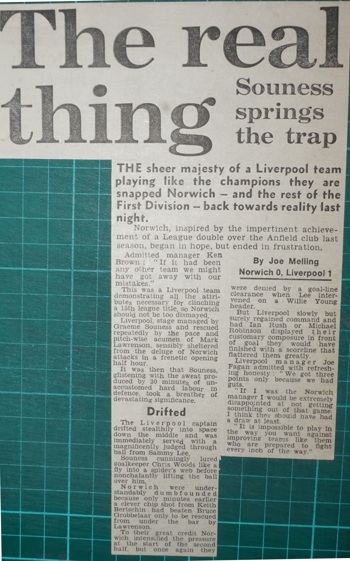 The real
thing
Souness
springs
the trap
THE sheer majesty of a Liverpool team
playing like the champions they are
snapped Norwich — and the rest of the
First Division — back towards reality last
night.
Norwich, inspired by the impertinent achieve-
ment of a League double over the Anfield club last
season, began in hope, but ended in frustration.
Admitted manager Ken
Brown: "If it had been
any other team we might
have got away with our
mistakes."
This was a Liverpool team
demonstrating all the attri-
butes necessary for clinching
a 15th league title, so Norwich
should not be too dismayed.
Liverpool, stage managed by
Graeme Souness and rescued
repeatedly by the pace and
pitch-wise acumen of Mark
Lawrenson, sensibly sheltered
from the deluge of Norwich
attacks in a frenetic opening
half hour.
It was then that Souness,
glistening with the sweat pro-
duced by 30 minutes of un-
accustomed hard labour in
defence, took a breather of
devastating significance.
Drifted
The Liverpool captain
drifted stealthily into space
down the middle and was
immediately served with a
magnificently judged through
ball from Sammy Lee.
Souness cunningly lured
goalkeeper Chris Woods like a
fly into a spider's web before
nonchalantly lifting the ball
over him.
Norwich were under-
standably dumbfounded
because only minutes earlier
a clever chip shot from Keith
Bertschin had beaten Bruce
Grobbelaar only to be rescued
from under the bar by
Lawrenson.
To their great credit Nor-
wich intensified the pressure
at the start of the second
half, but once again they
By Joe Melling
Norwich 0, Liverpool 1
were denied by a goal-line
clearance when Lee inter-
vened on a Willie Young
header.
But Liverpool slowly but
surely regained command and
had Ian Rush or Michael
Robinson displayed their
customary composure in front
of goal they would have
finished with a scoreline that
flattered them greatly.
Liverpool manager Joe
Fagan admitted with refresh-
ing honesty: "We got three
points only because we had
guts.
"If I was the Norwich
manager I would be extremely
disappointed at not getting
something out of that game.
I think they should have had
a draw at least.
"It is impossible to play in
the way you want against
improving teams like this
who are prepared to fight
every inch of the way."